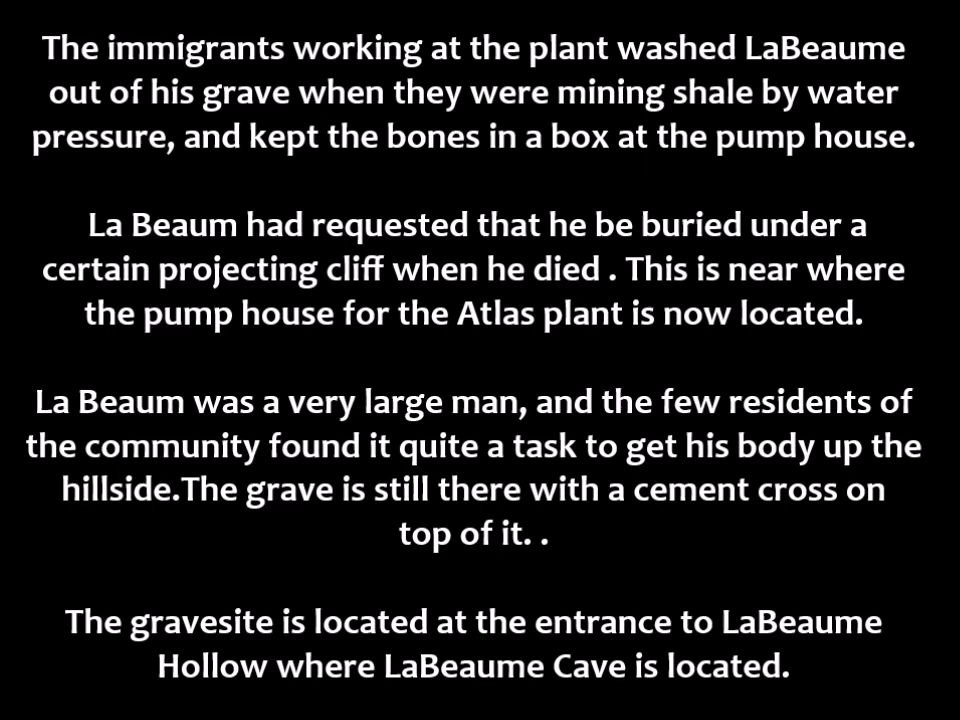 The immigrants working at the plant washed LaBeaume
out of his grave when they were mining shale by water
pressure, and kept the bones in a box at the pump house.
La Beaum had requested that he be buried under a
certain projecting cliff when he died . This is near where
the pump house for the Atlas plant is now located.
La Beaum was a very large man, and the few residents of
the community found it quite a task to get his body up the
hillside.The grave is still there with a cement cross on
top of it. .
The gravesite is located at the entrance to LaBeaume
Hollow where LaBeaume Cave is located.